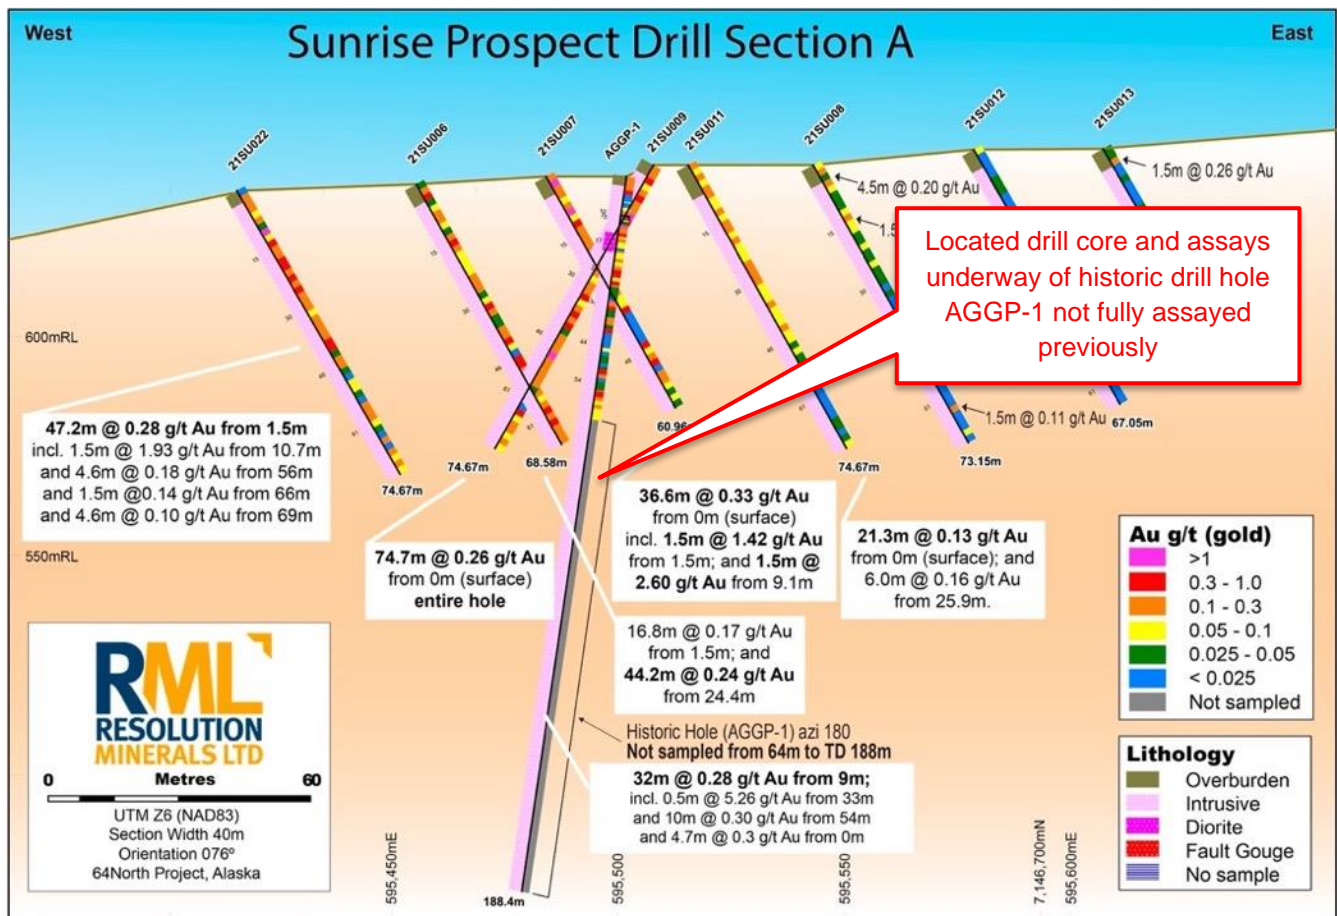 West
Sunrise Prospect Drill Section A
East
21SU022
21SU006
21SU007
AGGP-1
21SU009
21SU011
21SU008
21SU012
21SU013
4.5m @ 0.20 g/t Au
1.5m @ 0.26 g/t Au
Located drill core and assays
underway of historic drill hole
AGGP-1 not fully assayed
previously
600mRL
550mRL
1.5m @ 0.11 g/t Au
67.05m
60.96
74.67m
74.67m
68.58m
74.67m
73.15m
47.2m @ 0.28 g/t Au from 1.5m
incl. 1.5m @ 1.93 g/t Au from 10.7m
and 4.6m @ 0.18 g/t Au from 56m
and 1.5m @0.14 g/t Au from 66m
and 4.6m @ 0.10 g/t Au from 69m
74.7m @ 0.26 g/t Au
from 0m (surface)
entire hole
36.6m @ 0.33 g/t Au
from 0m (surface)
incl. 1.5m @ 1.42 g/t Au
from 1.5m; and 1.5m @
2.60 g/t Au from 9.1m
21.3m @ 0.13 g/t Au
from 0m (surface); and
6.0m @ 0.16 g/t Au
from 25.9m.
16.8m @ 0.17 g/t Au
from 1.5m; and
44.2m @ 0.24 g/t Au
from 24.4m
Historic Hole (AGGP-1) azi 180
Not sampled from 64m to TD 188m
32m @ 0.28 g/t Au from 9m;
incl. 0.5m @ 5.26 g/t Au from 33m
and 10m @ 0.30 g/t Au from 54m
and 4.7m @ 0.3 g/t Au from 0m
188.4m
RML
RESOLUTION
MINERALS LTD
0 Metres 60
UTM Z6 (NAD83)
Section Width 40m
Orientation 076º
64North Project, Alaska
595,450mE
595,500
595,550
7,146,700mN
595,600mE
Au g/t (gold)
>1
0.3 - 1.0
0.1 - 0.3
0.05 - 0.1
0.025 - 0.05
< 0.025
Not sampled
Lithology
Overburden
Intrusive
Diorite
Fault Gouge
No sample